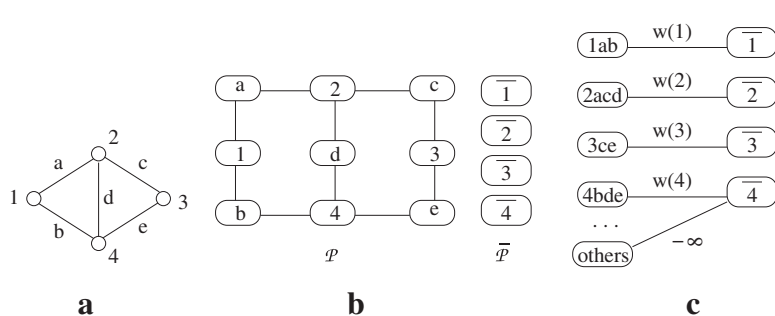 2
a
c
1
d
3
b
e
4
a
a
2
c
1
d
3
b
4
e
𝒫
1̅
2̅
3̅
4̅
𝒫̅
b
1ab w(1) 1̅
2acd w(2) 2̅
3ce w(3) 3̅
4bde w(4) 4̅
. . .
others −∞
c